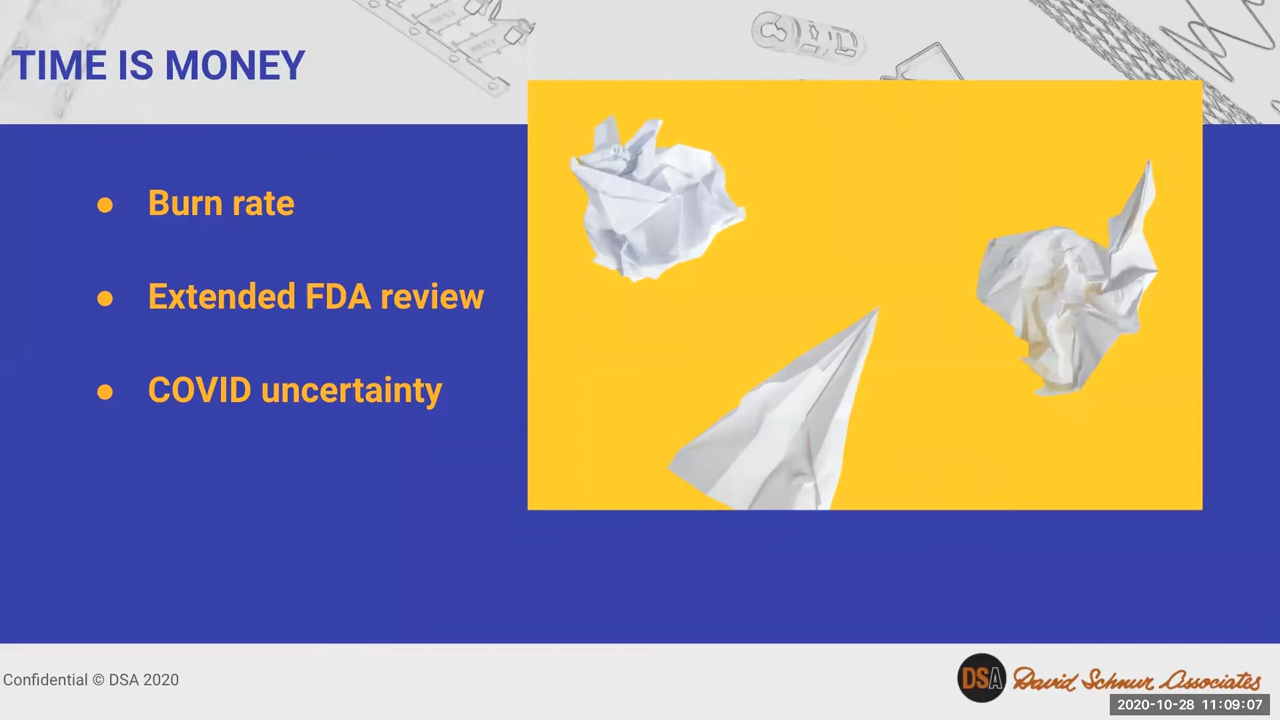 TIME IS MONEY
● Burn rate
● Extended FDA review
● COVID uncertainty
Confidential © DSA 2020
DSA David Schnur Associates
2020-10-28 11:09:07